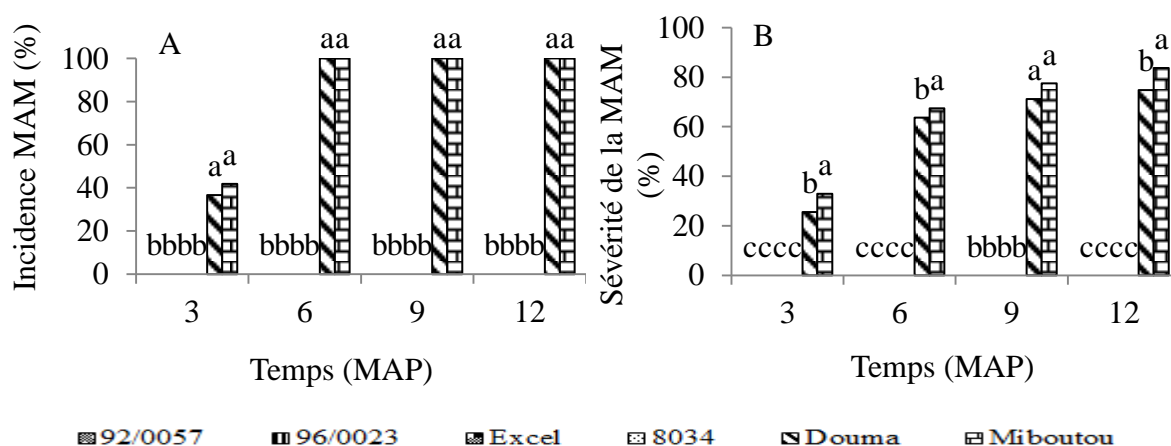 A
Incidence MAM (%)
100
80
60
40
20
0
a a
aa
aa
aa
bbbb
bbbb
bbbb
bbbb
3
6
9
12
Temps (MAP)
B
Sévérité de la MAM
(%)
100
80
60
40
20
0
b a
b a
a a
b a
cccc
cccc
bbbb
cccc
3
6
9
12
Temps (MAP)
92/0057 96/0023 Excel 8034 Douma Miboutou